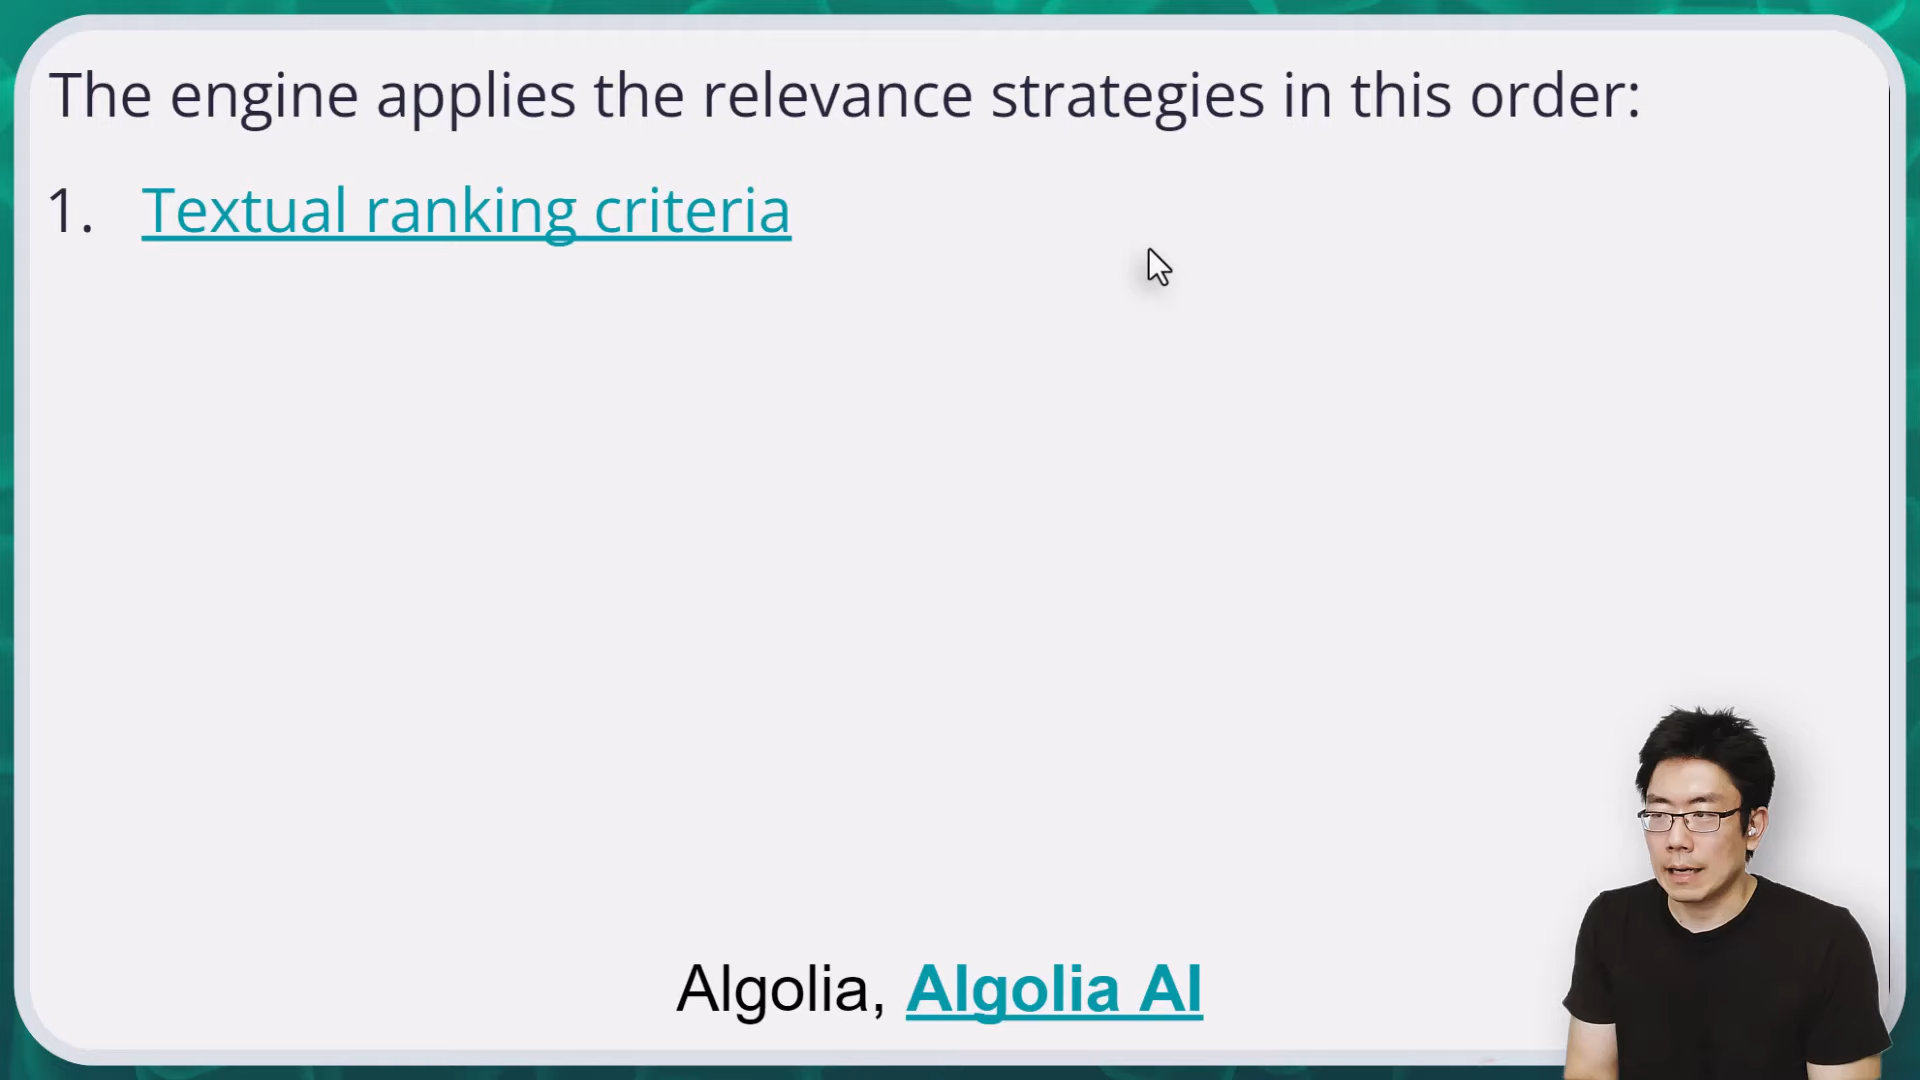 The engine applies the relevance strategies in this order:
1. Textual ranking criteria
Algolia, Algolia AI